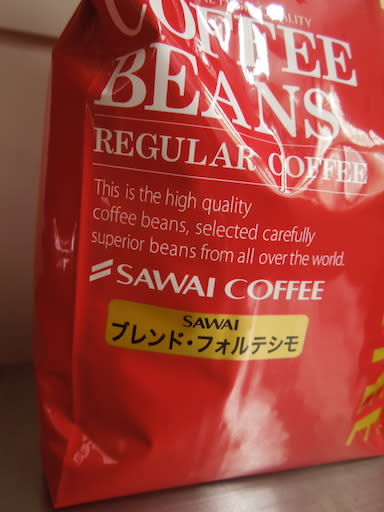 QUALITY
COFFEE
BEANS
REGULAR COFFEE
This is the high quality
coffee beans, selected carefully
superior beans from all over the world.
SAWAI COFFEE
SAWAI
ブレンド・フォルテシモ